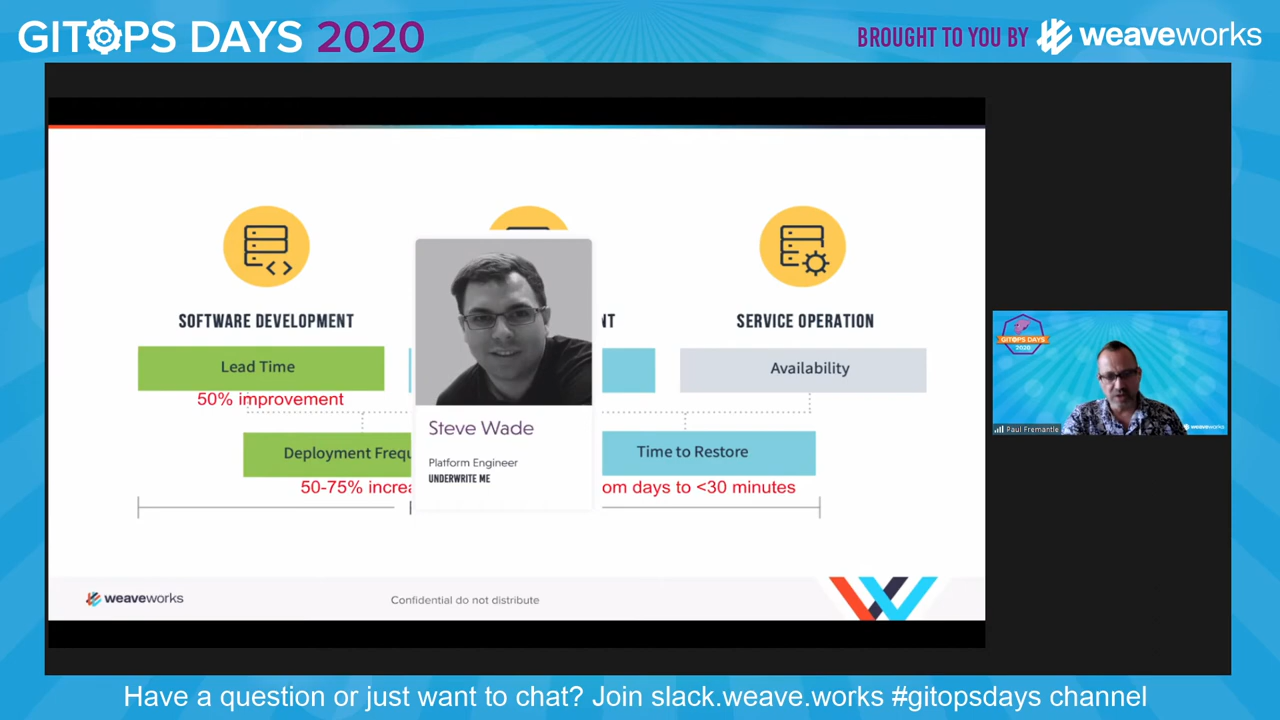 GITOPS DAYS 2020
BROUGHT TO YOU BY weaveworks
SOFTWARE DEVELOPMENT
NT
SERVICE OPERATION
Lead Time
Availability
50% improvement
Deployment Frequ
Time to Restore
50-75% increa
om days to <30 minutes
Steve Wade
Platform Engineer
UNDERWRITE ME
weaveworks
Confidential do not distribute
GITOPS DAYS
2020
Paul Fremantle
weaveworks
Have a question or just want to chat? Join slack.weave.works #gitopsdays channel